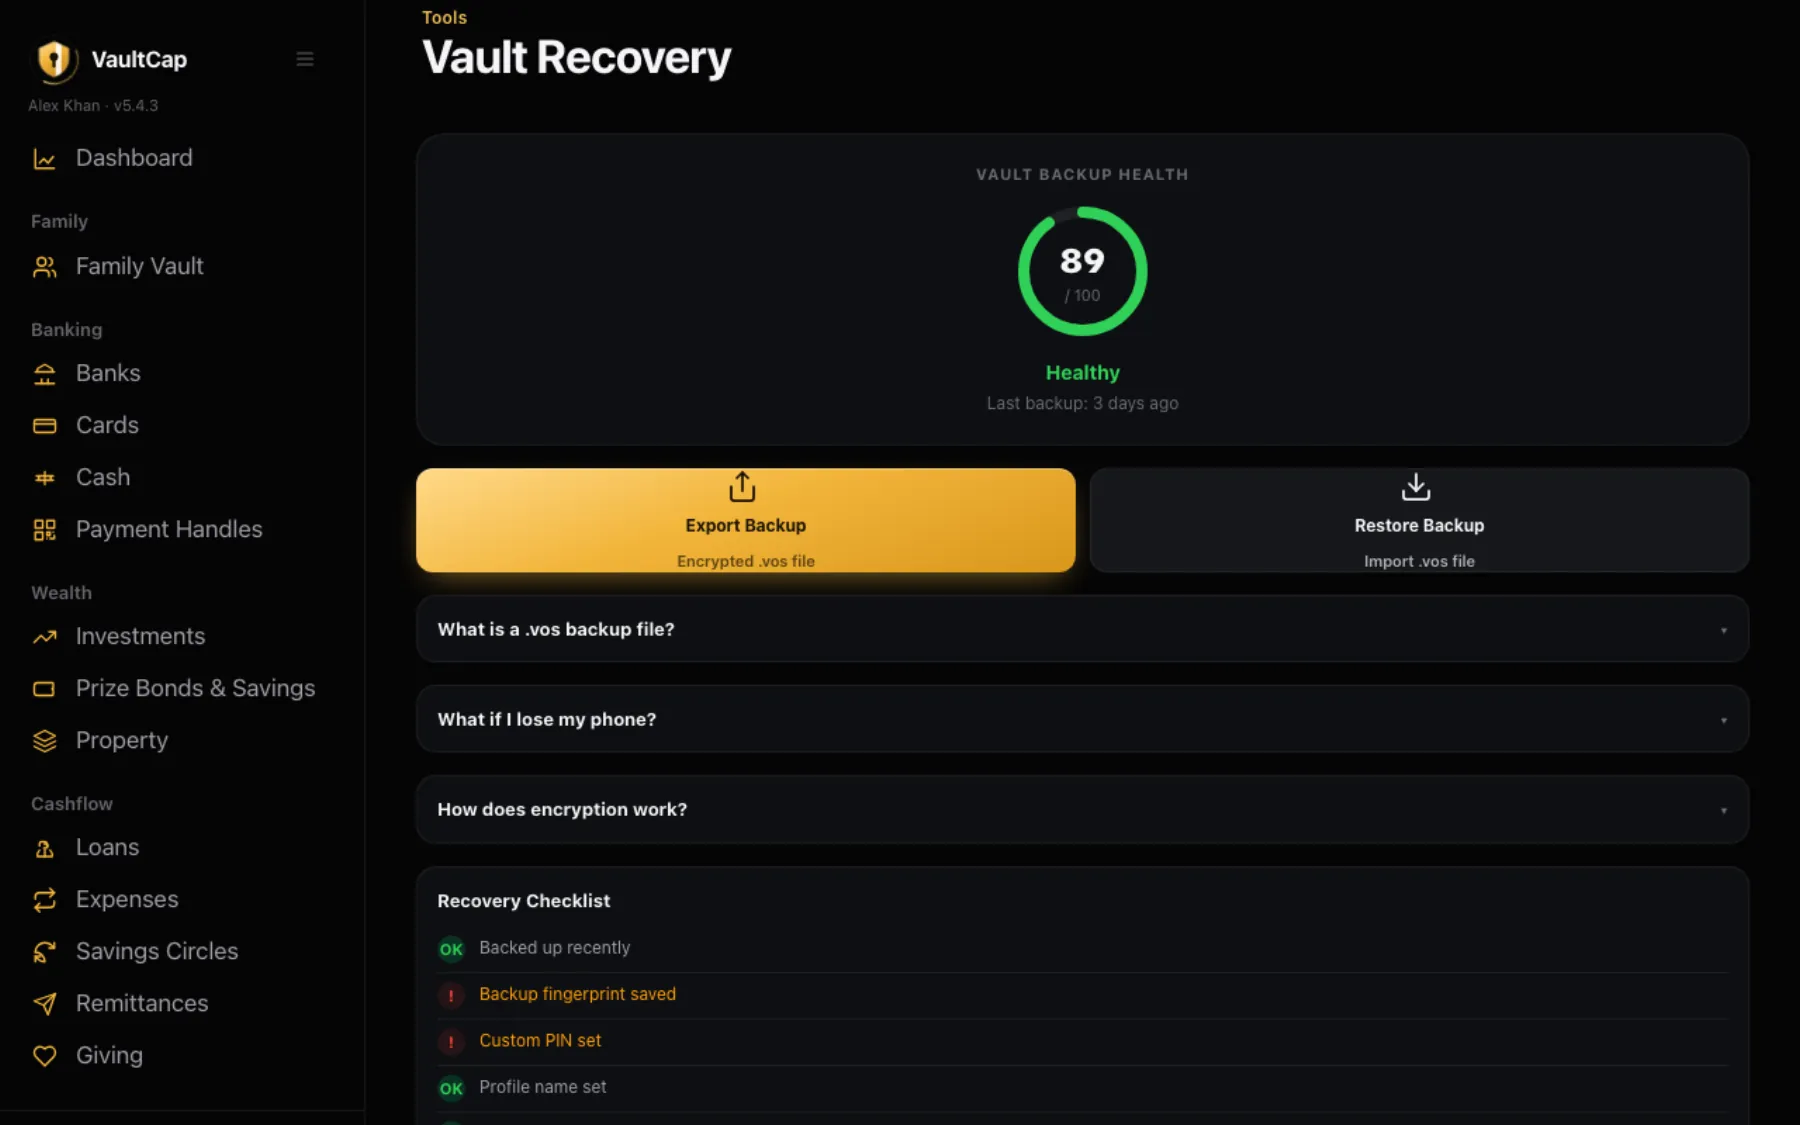 VaultCap
Alex Khan · v5.4.3
Dashboard
Family
Family Vault
Banking
Banks
Cards
Cash
Payment Handles
Wealth
Investments
Prize Bonds & Savings
Property
Cashflow
Loans
Expenses
Savings Circles
Remittances
Giving
Tools
Vault Recovery
VAULT BACKUP HEALTH
89
/ 100
Healthy
Last backup: 3 days ago
Export Backup
Encrypted .vos file
Restore Backup
Import .vos file
What is a .vos backup file?
What if I lose my phone?
How does encryption work?
Recovery Checklist
OK Backed up recently
! Backup fingerprint saved
! Custom PIN set
OK Profile name set